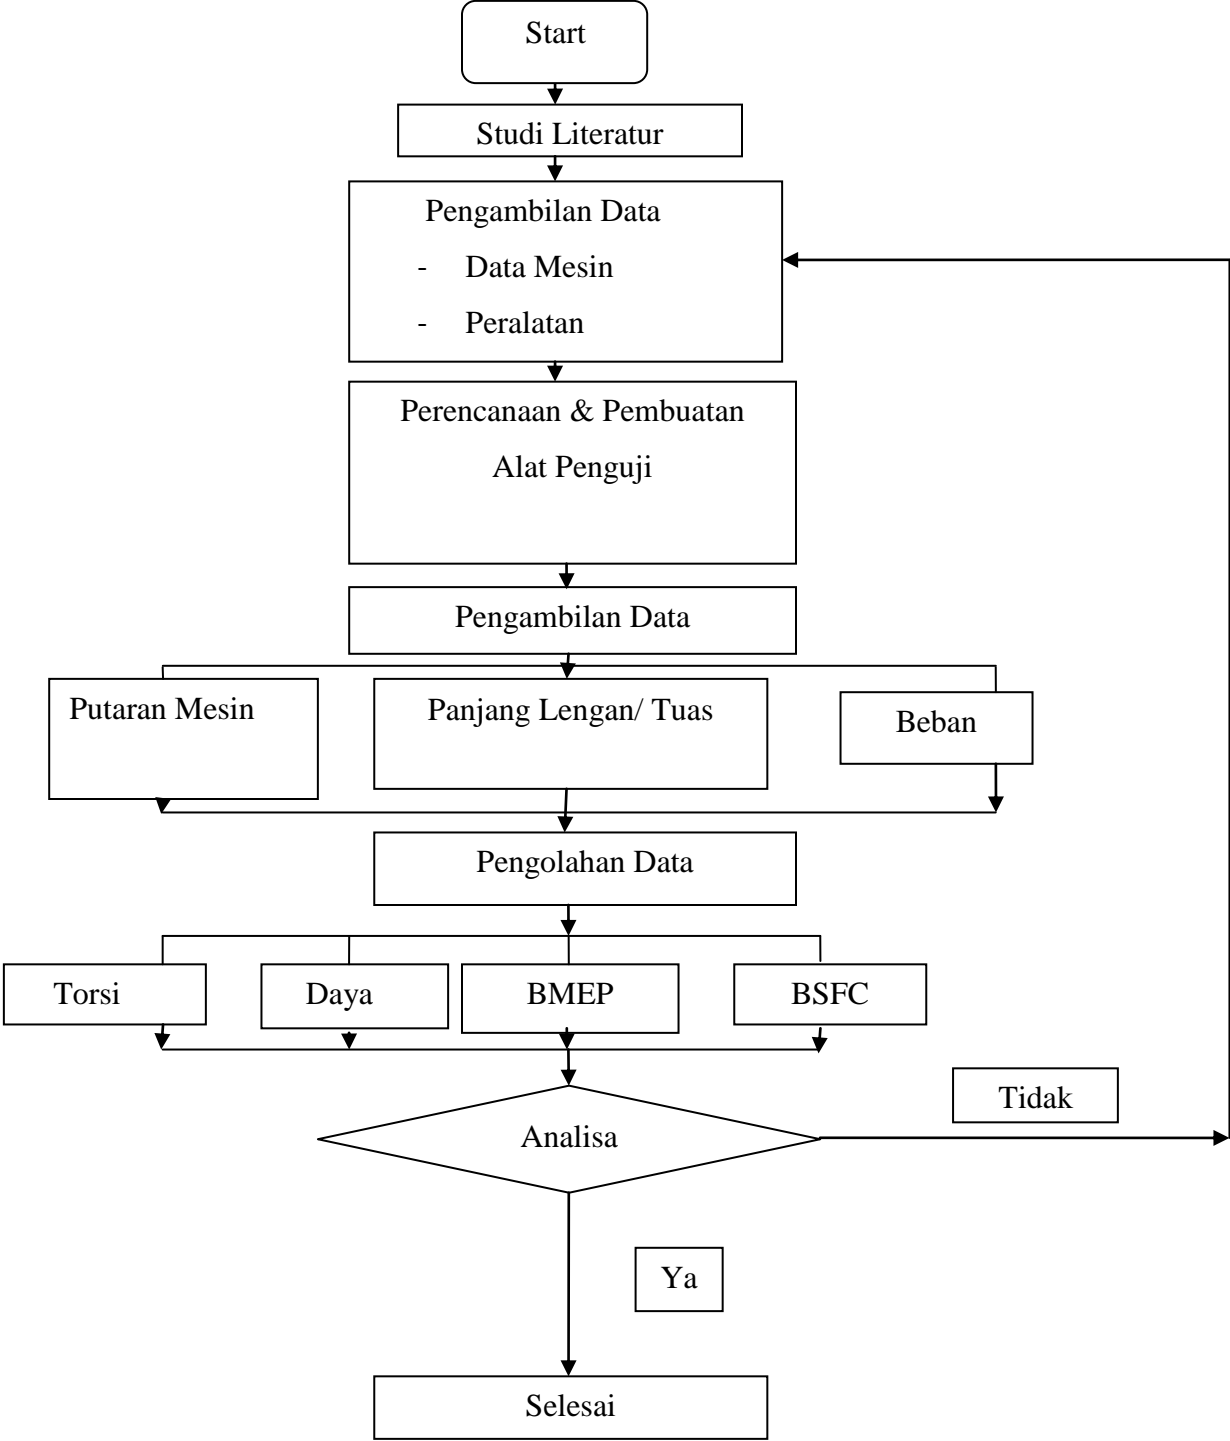 Start
Studi Literatur
Pengambilan Data
- Data Mesin
- Peralatan
Perencanaan & Pembuatan
Alat Penguji
Pengambilan Data
Putaran Mesin
Panjang Lengan/ Tuas
Beban
Pengolahan Data
Torsi
Daya
BMEP
BSFC
Tidak
Analisa
Ya
Selesai